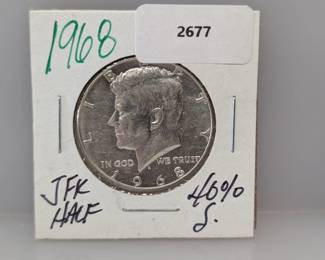 1968
2677
LIBERTY
IN GOD WE TRUST
1968
JFK
HALF
40%
S.